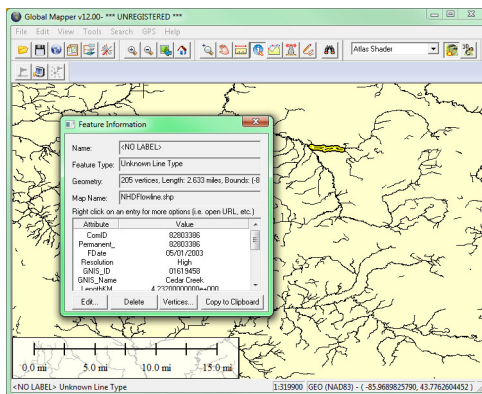 Global Mapper v12.00- *** UNREGISTERED ***
File Edit View Tools Search GPS Help
Atlas Shader
Feature Information
Name: <NO LABEL>
Feature Type: Unknown Line Type
Geometry: 205 vertices, Length: 2.633 miles, Bounds: (-8
Map Name: NHDFlowline.shp
Right click on an entry for more options (i.e. open URL, etc.)
Attribute Value
ComID 82803386
Permanent_ 82803386
FDate 05/01/2003
Resolution High
GNIS_ID 01619458
GNIS_Name Cedar Creek
LengthKM 4.23200000000e+000
Edit... Delete Vertices... Copy to Clipboard
0.0 mi 5.0 mi 10.0 mi 15.0 mi
<NO LABEL> Unknown Line Type 1:319900 GEO (NAD83) - ( -85.9689825790, 43.7762604452 )